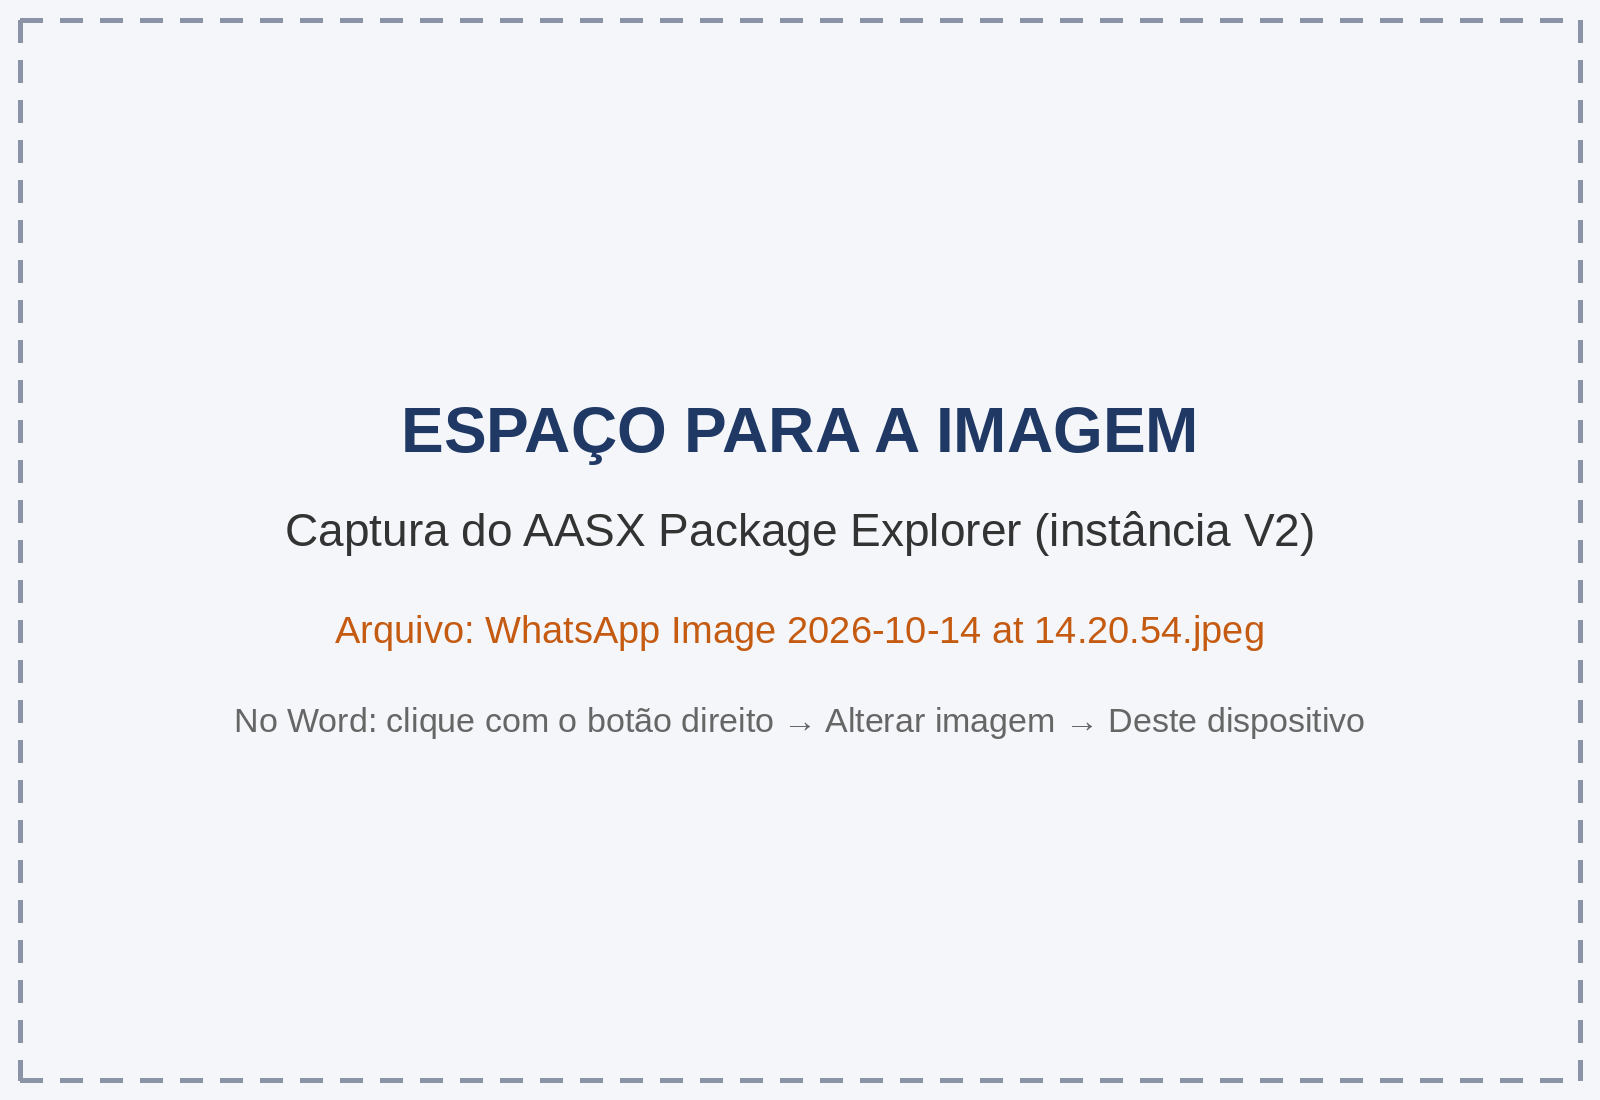 ESPAÇO PARA A IMAGEM
Captura do AASX Package Explorer (instância V2)
Arquivo: WhatsApp Image 2026-10-14 at 14.20.54.jpeg
No Word: clique com o botão direito → Alterar imagem → Deste dispositivo